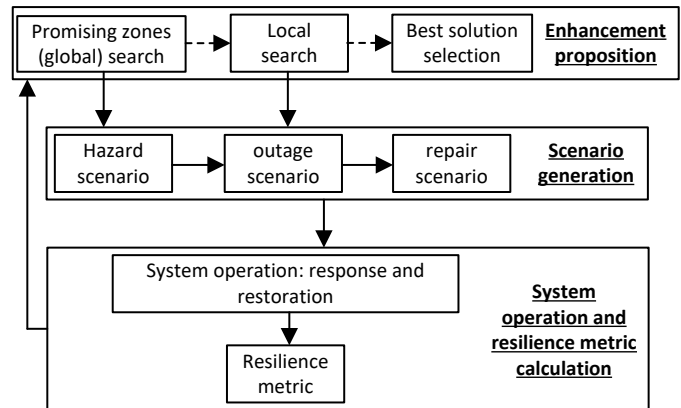 Promising zones
(global) search
Local
search
Best solution
selection
Enhancement
proposition
Hazard
scenario
outage
scenario
repair
scenario
Scenario
generation
System operation: response and
restoration
Resilience
metric
System
operation and
resilience metric
calculation